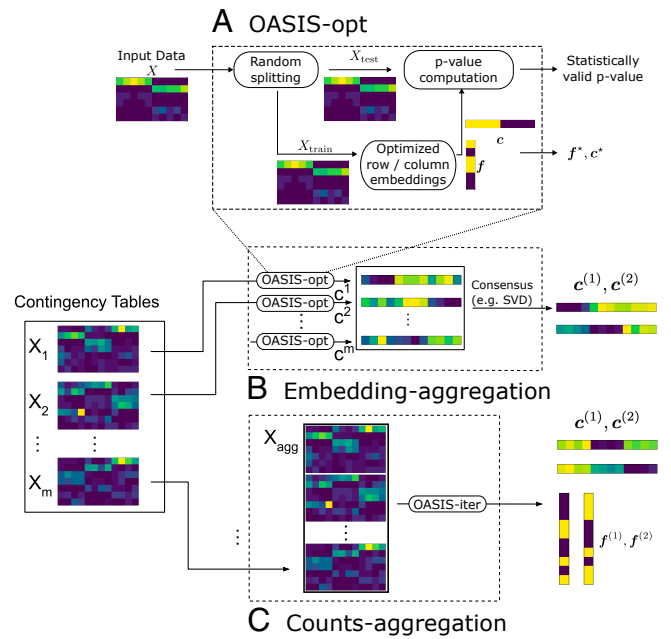 A OASIS-opt
Input Data
X
Random
splitting
X_test
p-value
computation
Statistically
valid p-value
X_train
Optimized
row / column
embeddings
c
f
f*, c*
OASIS-opt
c^1
OASIS-opt
c^2
⋮
OASIS-opt
c^m
⋮
Consensus
(e.g. SVD)
c^(1), c^(2)
B Embedding-aggregation
Contingency Tables
X_1
X_2
⋮ ⋮
X_m
X_agg
⋮
⋮
OASIS-iter
c^(1), c^(2)
f^(1), f^(2)
C Counts-aggregation